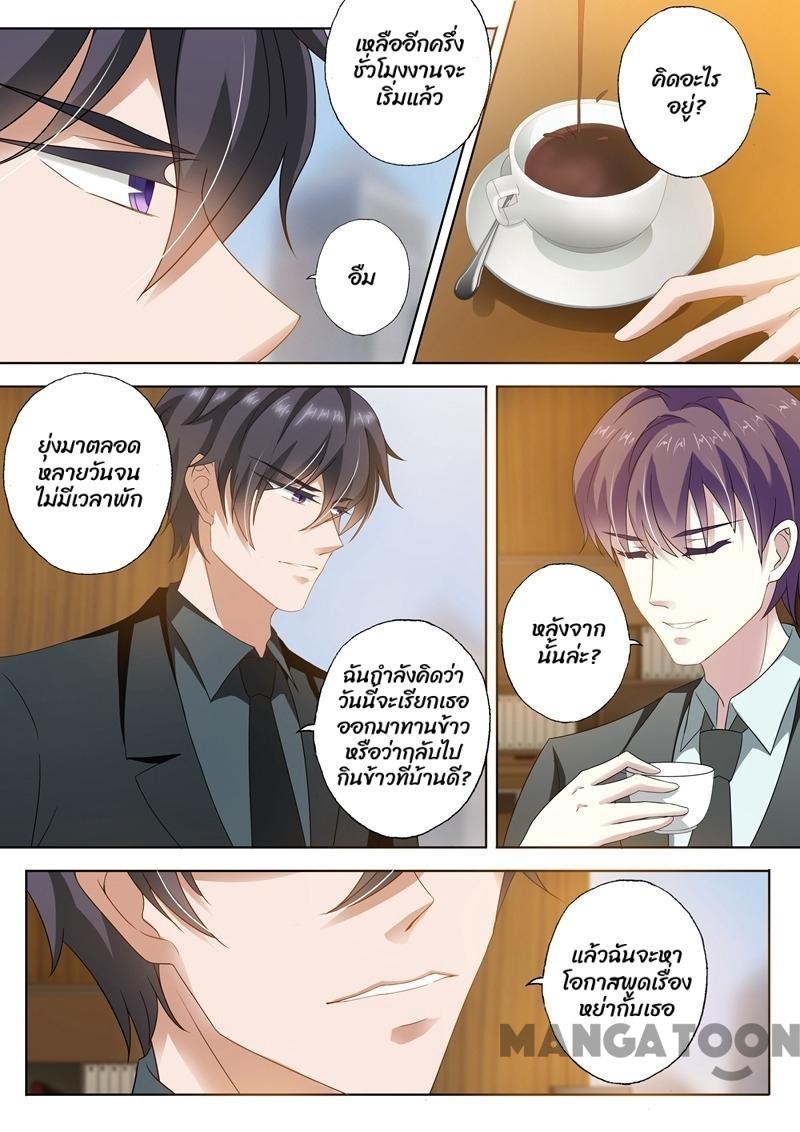 เหลืออีกครึ่ง
ชั่วโมงงานจะ
เริ่มแล้ว
อืม
คิดอะไร
อยู่?
ยุ่งมาตลอด
หลายวันจน
ไม่มีเวลาพัก
ฉันกำลังคิดว่า
วันนี้จะเรียกเธอ
ออกมาทานข้าว
หรือว่ากลับไป
กินข้าวที่บ้านดี?
หลังจาก
นั้นล่ะ?
แล้วฉันจะหา
โอกาสพูดเรื่อง
หย่ากับเธอ
MANGATOON